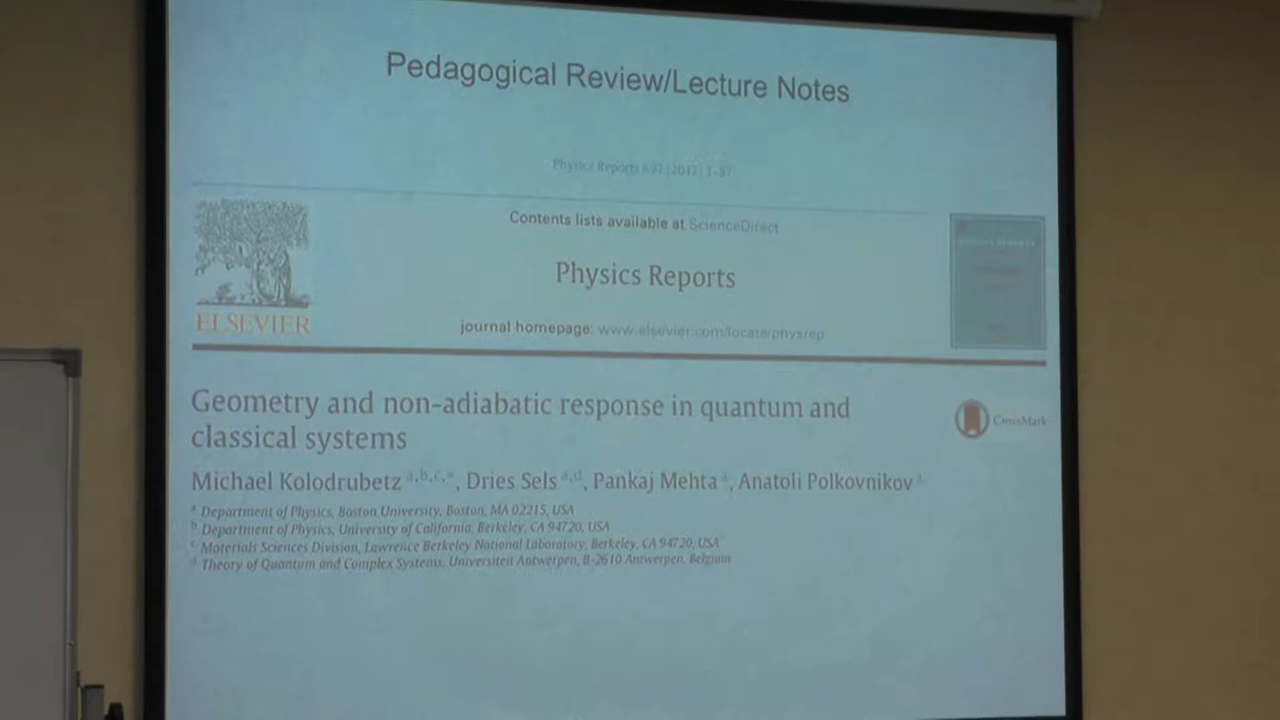 Pedagogical Review/Lecture Notes
Physics Reports 697 (2017) 1–87
Contents lists available at ScienceDirect
Physics Reports
journal homepage: www.elsevier.com/locate/physrep
ELSEVIER
Geometry and non-adiabatic response in quantum and
classical systems
CrossMark
Michael Kolodrubetz a,b,c,*, Dries Sels a,d, Pankaj Mehta a, Anatoli Polkovnikov a
a Department of Physics, Boston University, Boston, MA 02215, USA
b Department of Physics, University of California, Berkeley, CA 94720, USA
c Materials Sciences Division, Lawrence Berkeley National Laboratory, Berkeley, CA 94720, USA
d Theory of Quantum and Complex Systems, Universiteit Antwerpen, B-2610 Antwerpen, Belgium